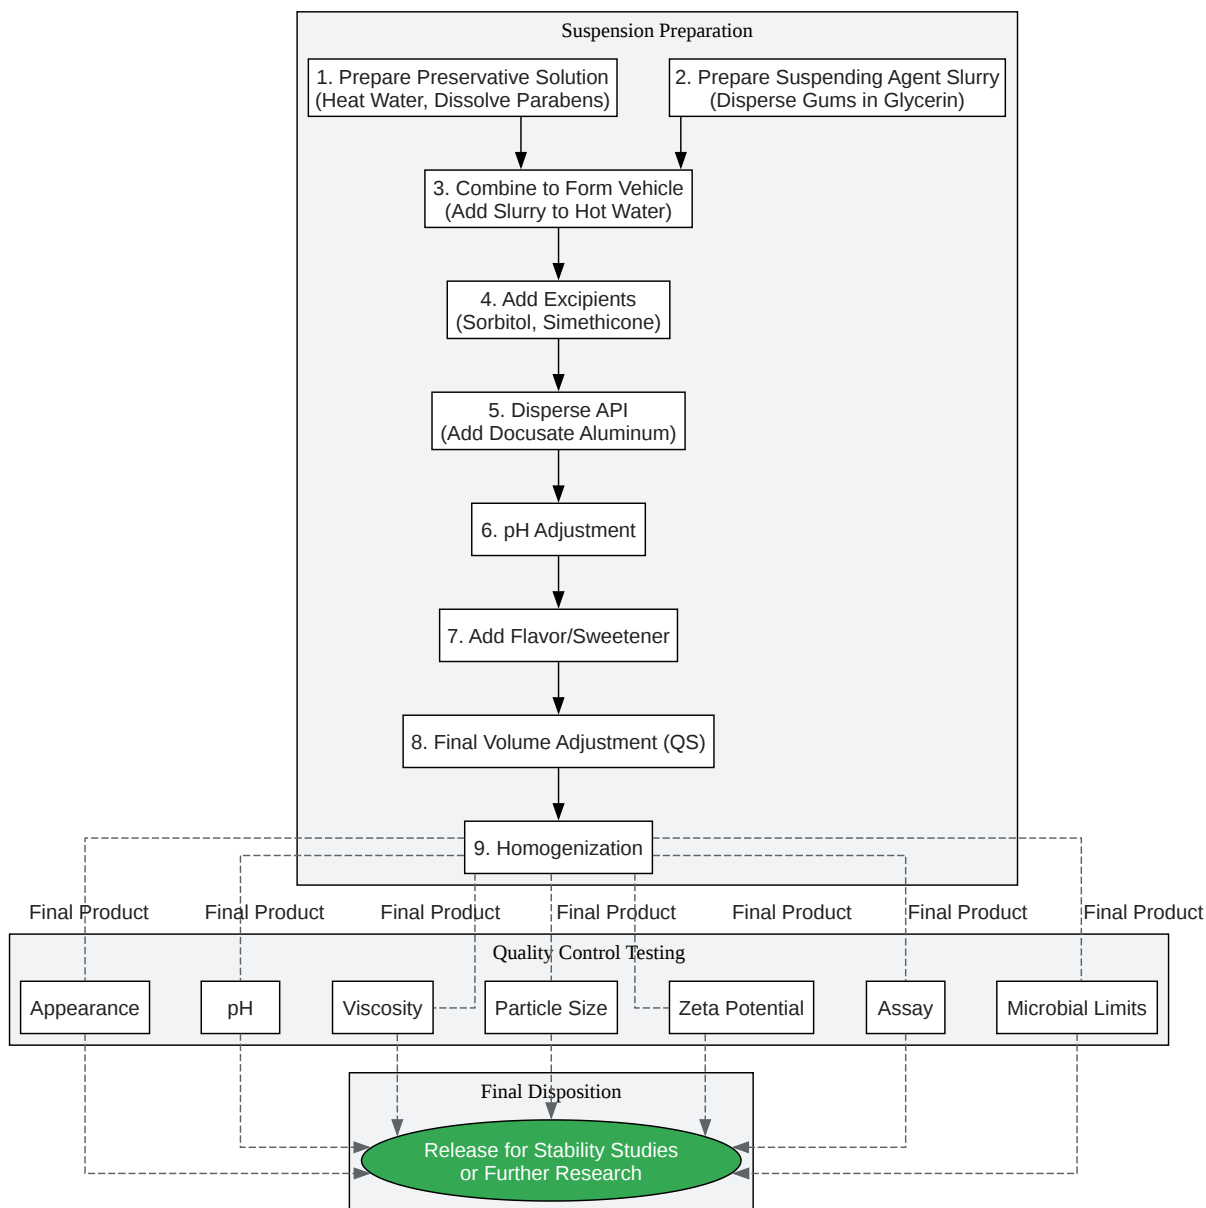 Suspension Preparation
1. Prepare Preservative Solution
(Heat Water, Dissolve Parabens)
2. Prepare Suspending Agent Slurry
(Disperse Gums in Glycerin)
3. Combine to Form Vehicle
(Add Slurry to Hot Water)
4. Add Excipients
(Sorbitol, Simethicone)
5. Disperse API
(Add Docusate Aluminum)
6. pH Adjustment
7. Add Flavor/Sweetener
8. Final Volume Adjustment (QS)
9. Homogenization
Final Product
Final Product
Final Product
Final Product
Final Product
Final Product
Final Product
Quality Control Testing
Appearance
pH
Viscosity
Particle Size
Zeta Potential
Assay
Microbial Limits
Final Disposition
Release for Stability Studies
or Further Research